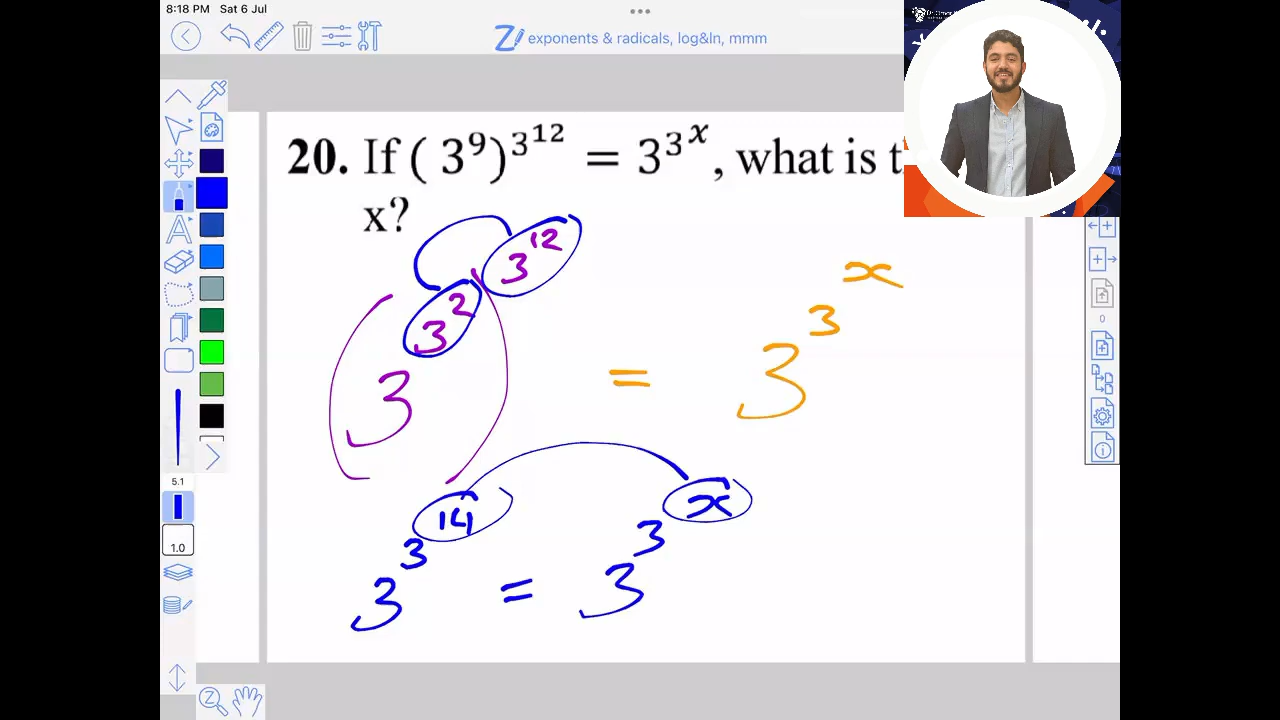 8:18 PM Sat 6 Jul
exponents & radicals, log&ln, mmm
20. If ( 3⁹)^3^12 = 3^3^x, what is t
x?
(3^3^2)^3^12 = 3^3^x
3^3^14 = 3^3^x
5.1
1.0
0